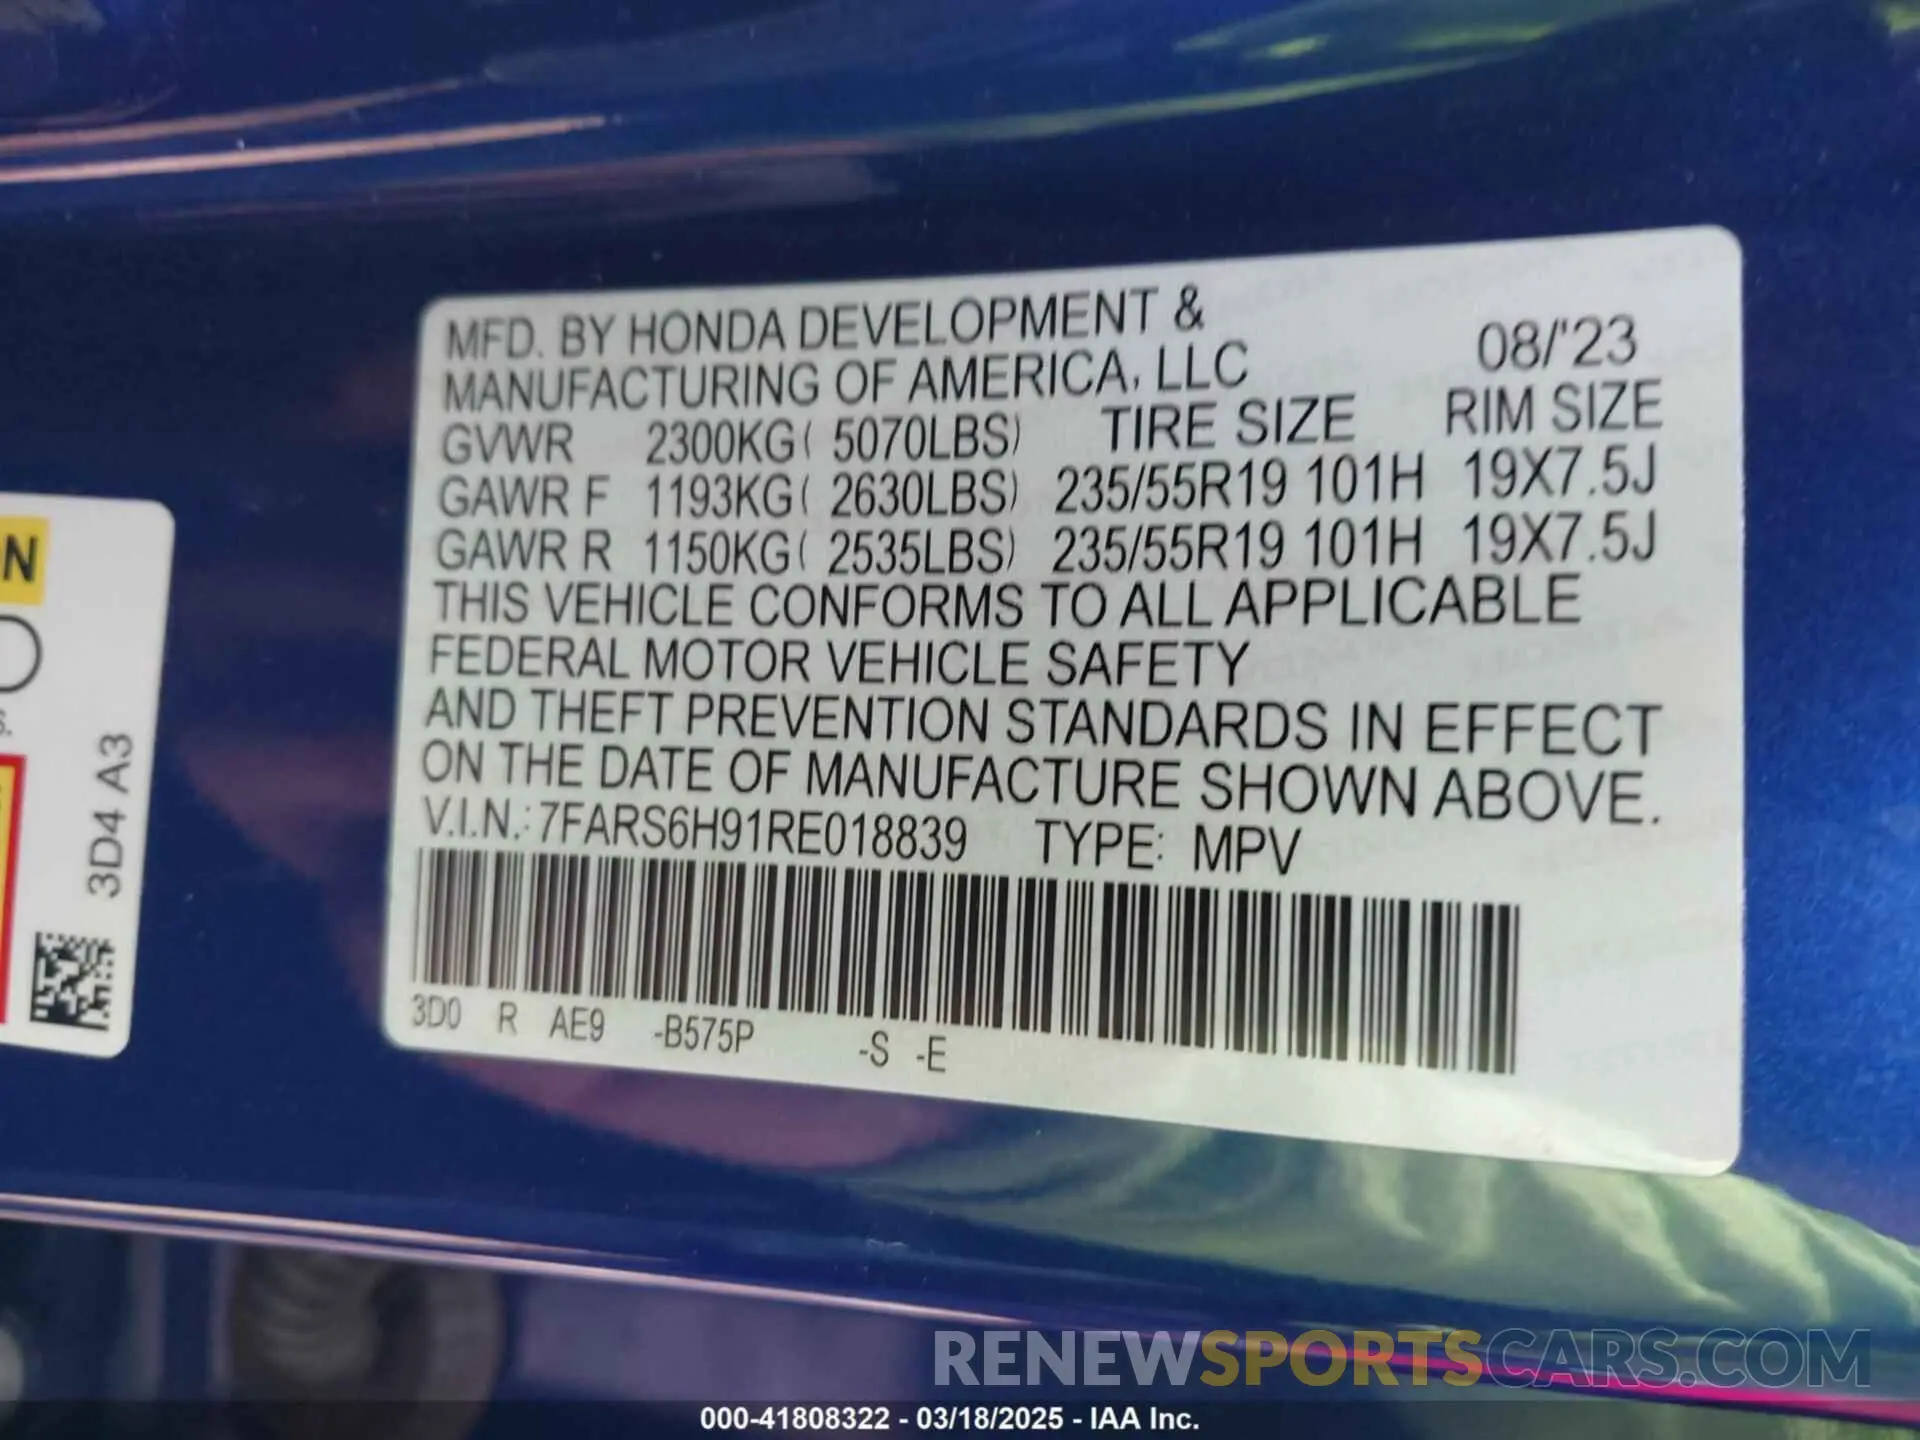 MFD. BY HONDA DEVELOPMENT &
MANUFACTURING OF AMERICA, LLC 08/'23
GVWR 2300KG( 5070LBS) TIRE SIZE RIM SIZE
GAWR F 1193KG( 2630LBS) 235/55R19 101H 19X7.5J
GAWR R 1150KG( 2535LBS) 235/55R19 101H 19X7.5J
THIS VEHICLE CONFORMS TO ALL APPLICABLE
FEDERAL MOTOR VEHICLE SAFETY
AND THEFT PREVENTION STANDARDS IN EFFECT
ON THE DATE OF MANUFACTURE SHOWN ABOVE.
V.I.N.: 7FARS6H91RE018839 TYPE: MPV
3D0 R AE9 -B575P -S -E
N
S.
3D4 A3
RENEWSPORTSCARS.COM
000-41808322 - 03/18/2025 - IAA Inc.